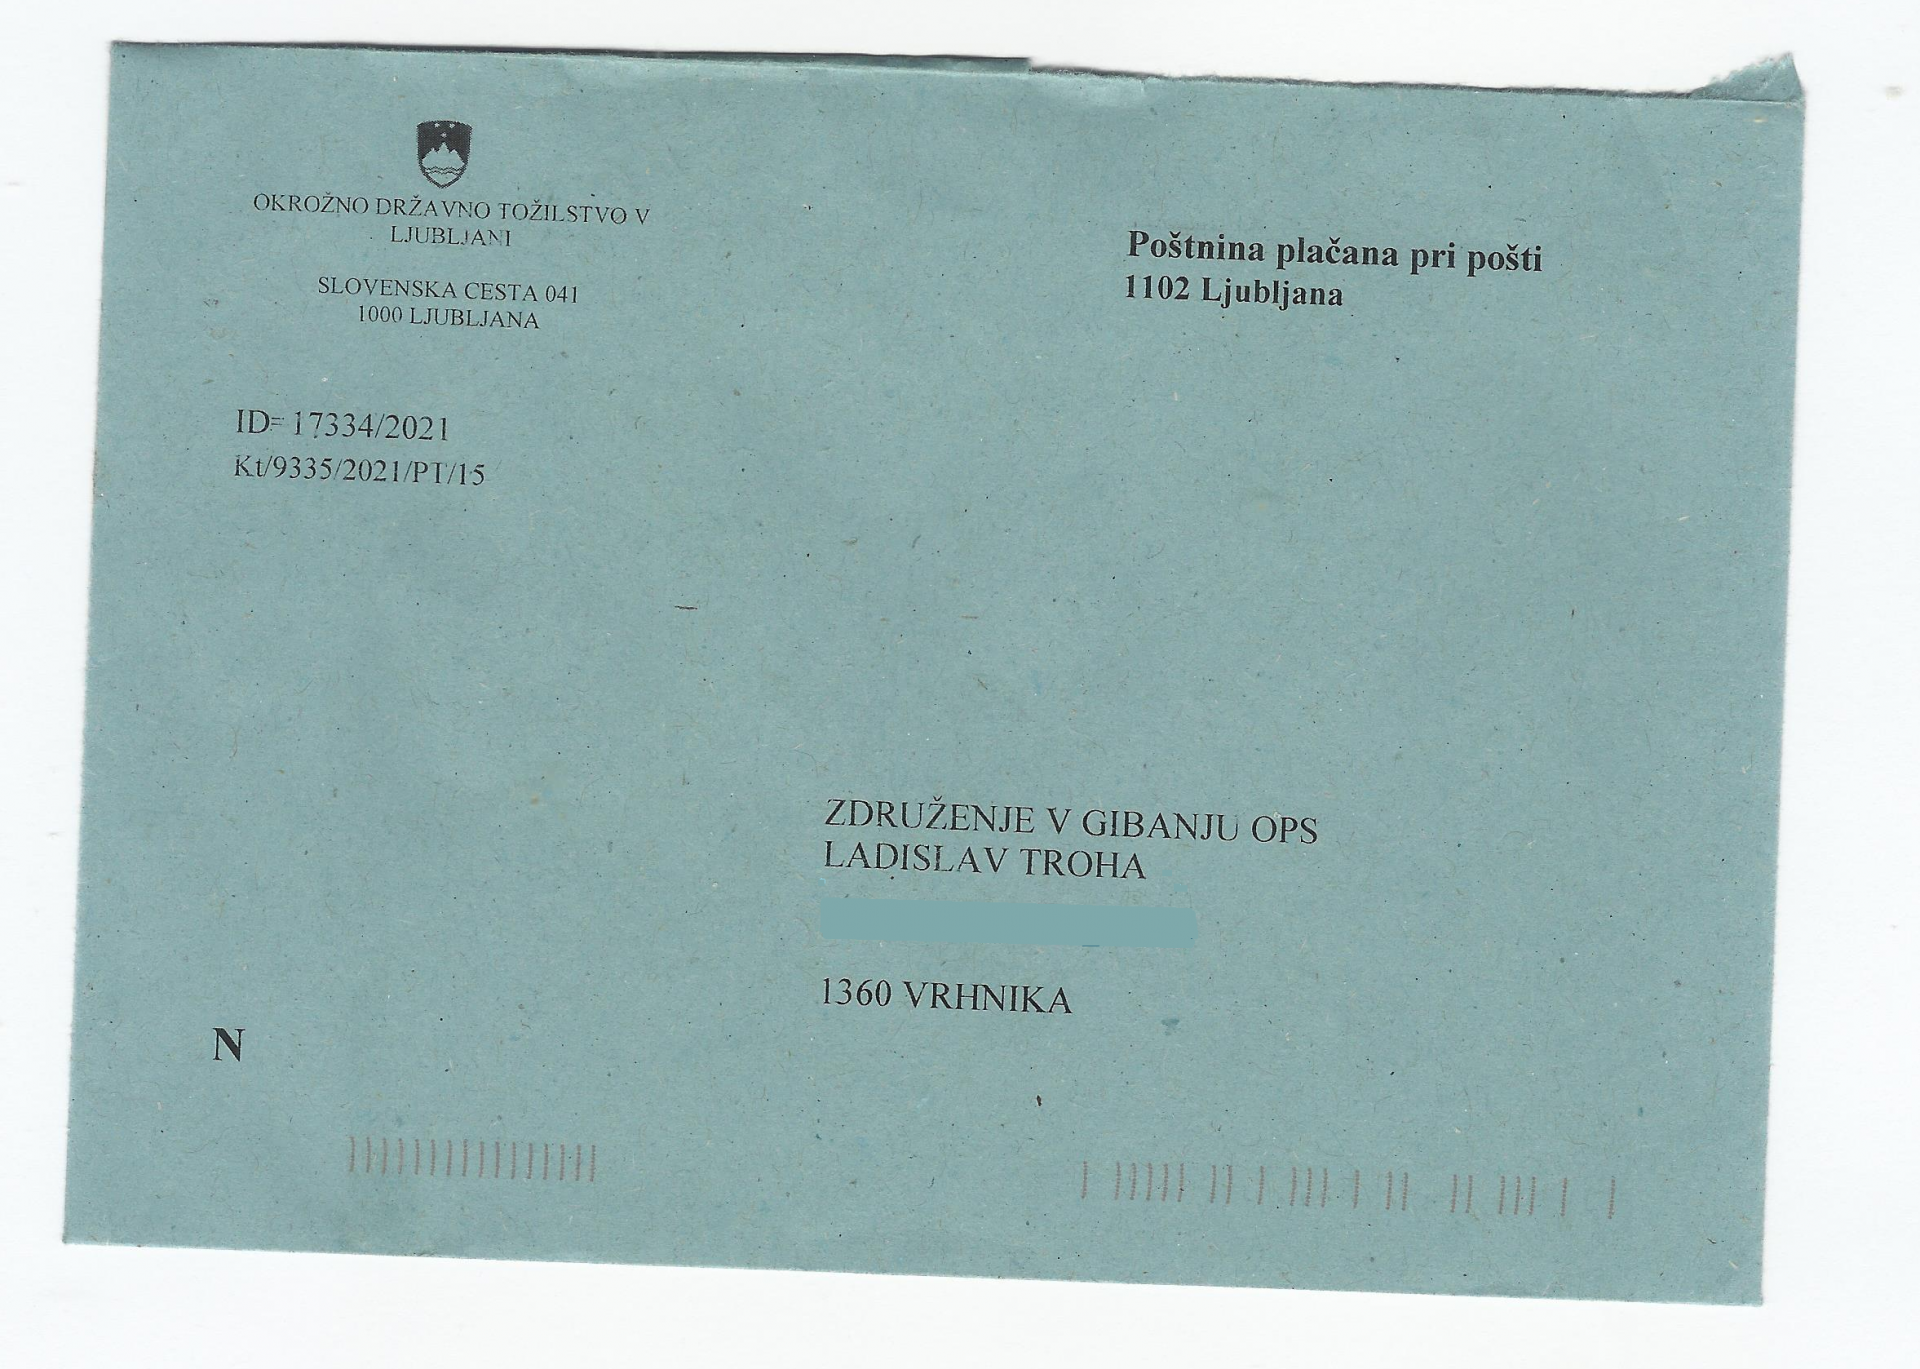 OKROŽNO DRŽAVNO TOŽILSTVO V
LJUBLJANI
SLOVENSKA CESTA 041
1000 LJUBLJANA
Poštnina plačana pri pošti
1102 Ljubljana
ID= 17334/2021
Kt/9335/2021/PT/15
ZDRUŽENJE V GIBANJU OPS
LADISLAV TROHA
1360 VRHNIKA
N